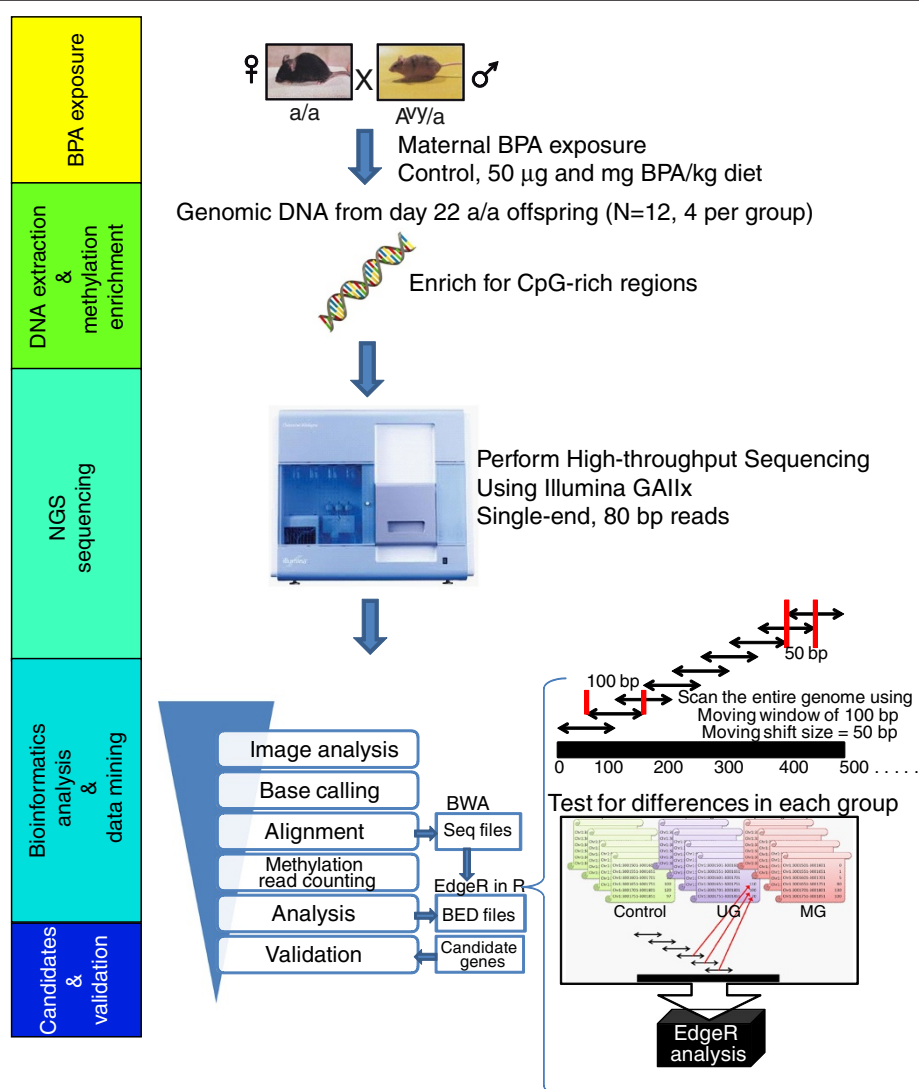 BPA exposure
♀
X
♂
a/a
Avy/a
Maternal BPA exposure
Control, 50 μg and mg BPA/kg diet
DNA extraction
&
methylation
enrichment
Genomic DNA from day 22 a/a offspring (N=12, 4 per group)
Enrich for CpG-rich regions
NGS
sequencing
Perform High-throughput Sequencing
Using Illumina GAIIx
Single-end, 80 bp reads
Bioinformatics
analysis
&
data mining
Image analysis
Base calling
Alignment
BWA
Seq files
Methylation
read counting
EdgeR in R
Analysis
BED files
Validation
Candidate
genes
Candidates
&
validation
50 bp
100 bp
Scan the entire genome using
Moving window of 100 bp
Moving shift size = 50 bp
0 100 200 300 400 500 . . . . .
Test for differences in each group
Control
UG
MG
EdgeR
analysis